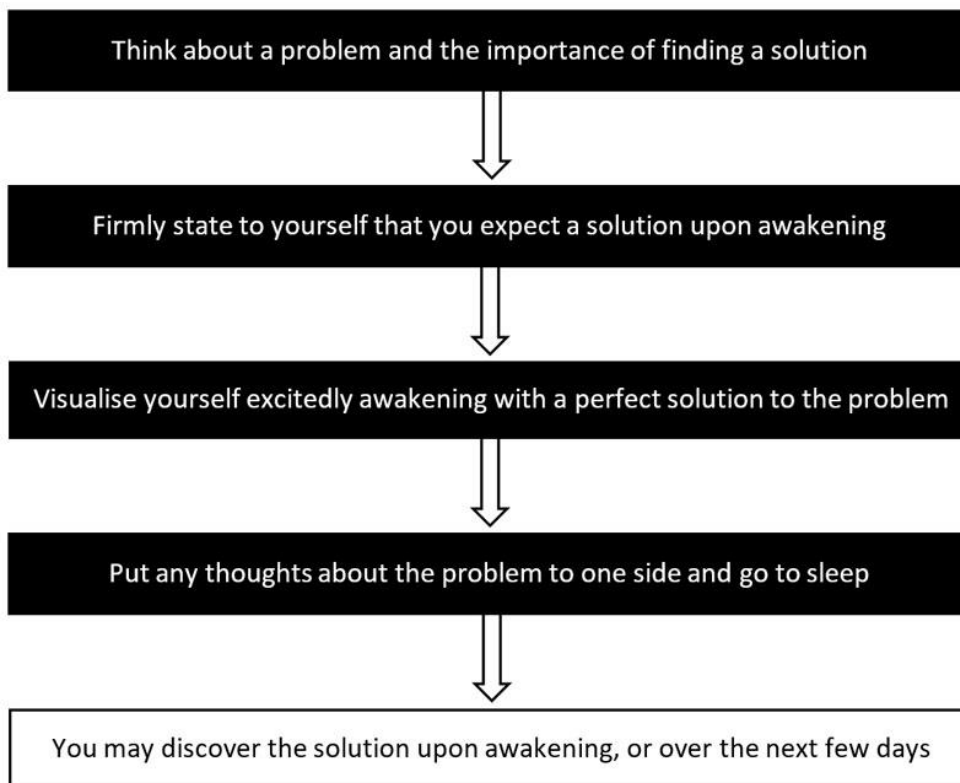 Think about a problem and the importance of finding a solution
Firmly state to yourself that you expect a solution upon awakening
Visualise yourself excitedly awakening with a perfect solution to the problem
Put any thoughts about the problem to one side and go to sleep
You may discover the solution upon awakening, or over the next few days